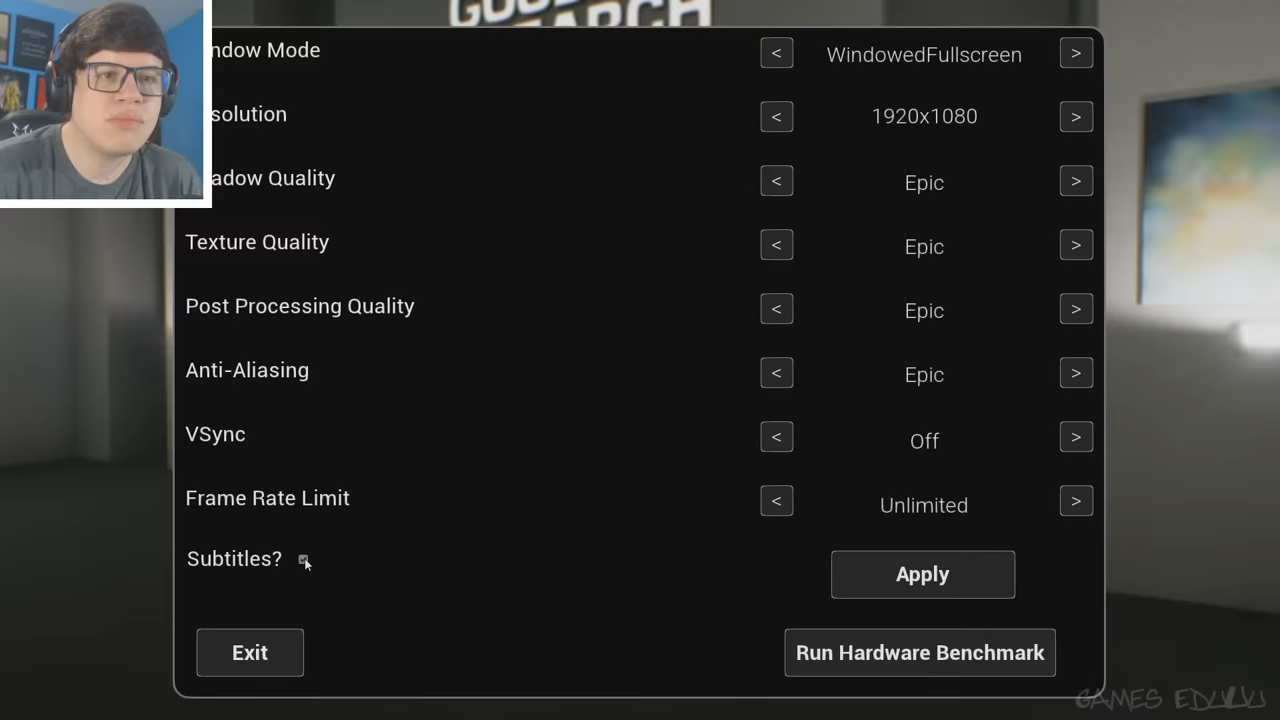 ndow Mode
WindowedFullscreen
solution
1920x1080
adow Quality
Epic
Texture Quality
Epic
Post Processing Quality
Epic
Anti-Aliasing
Epic
VSync
Off
Frame Rate Limit
Unlimited
Subtitles?
Apply
Exit
Run Hardware Benchmark
GAMES EDUUU